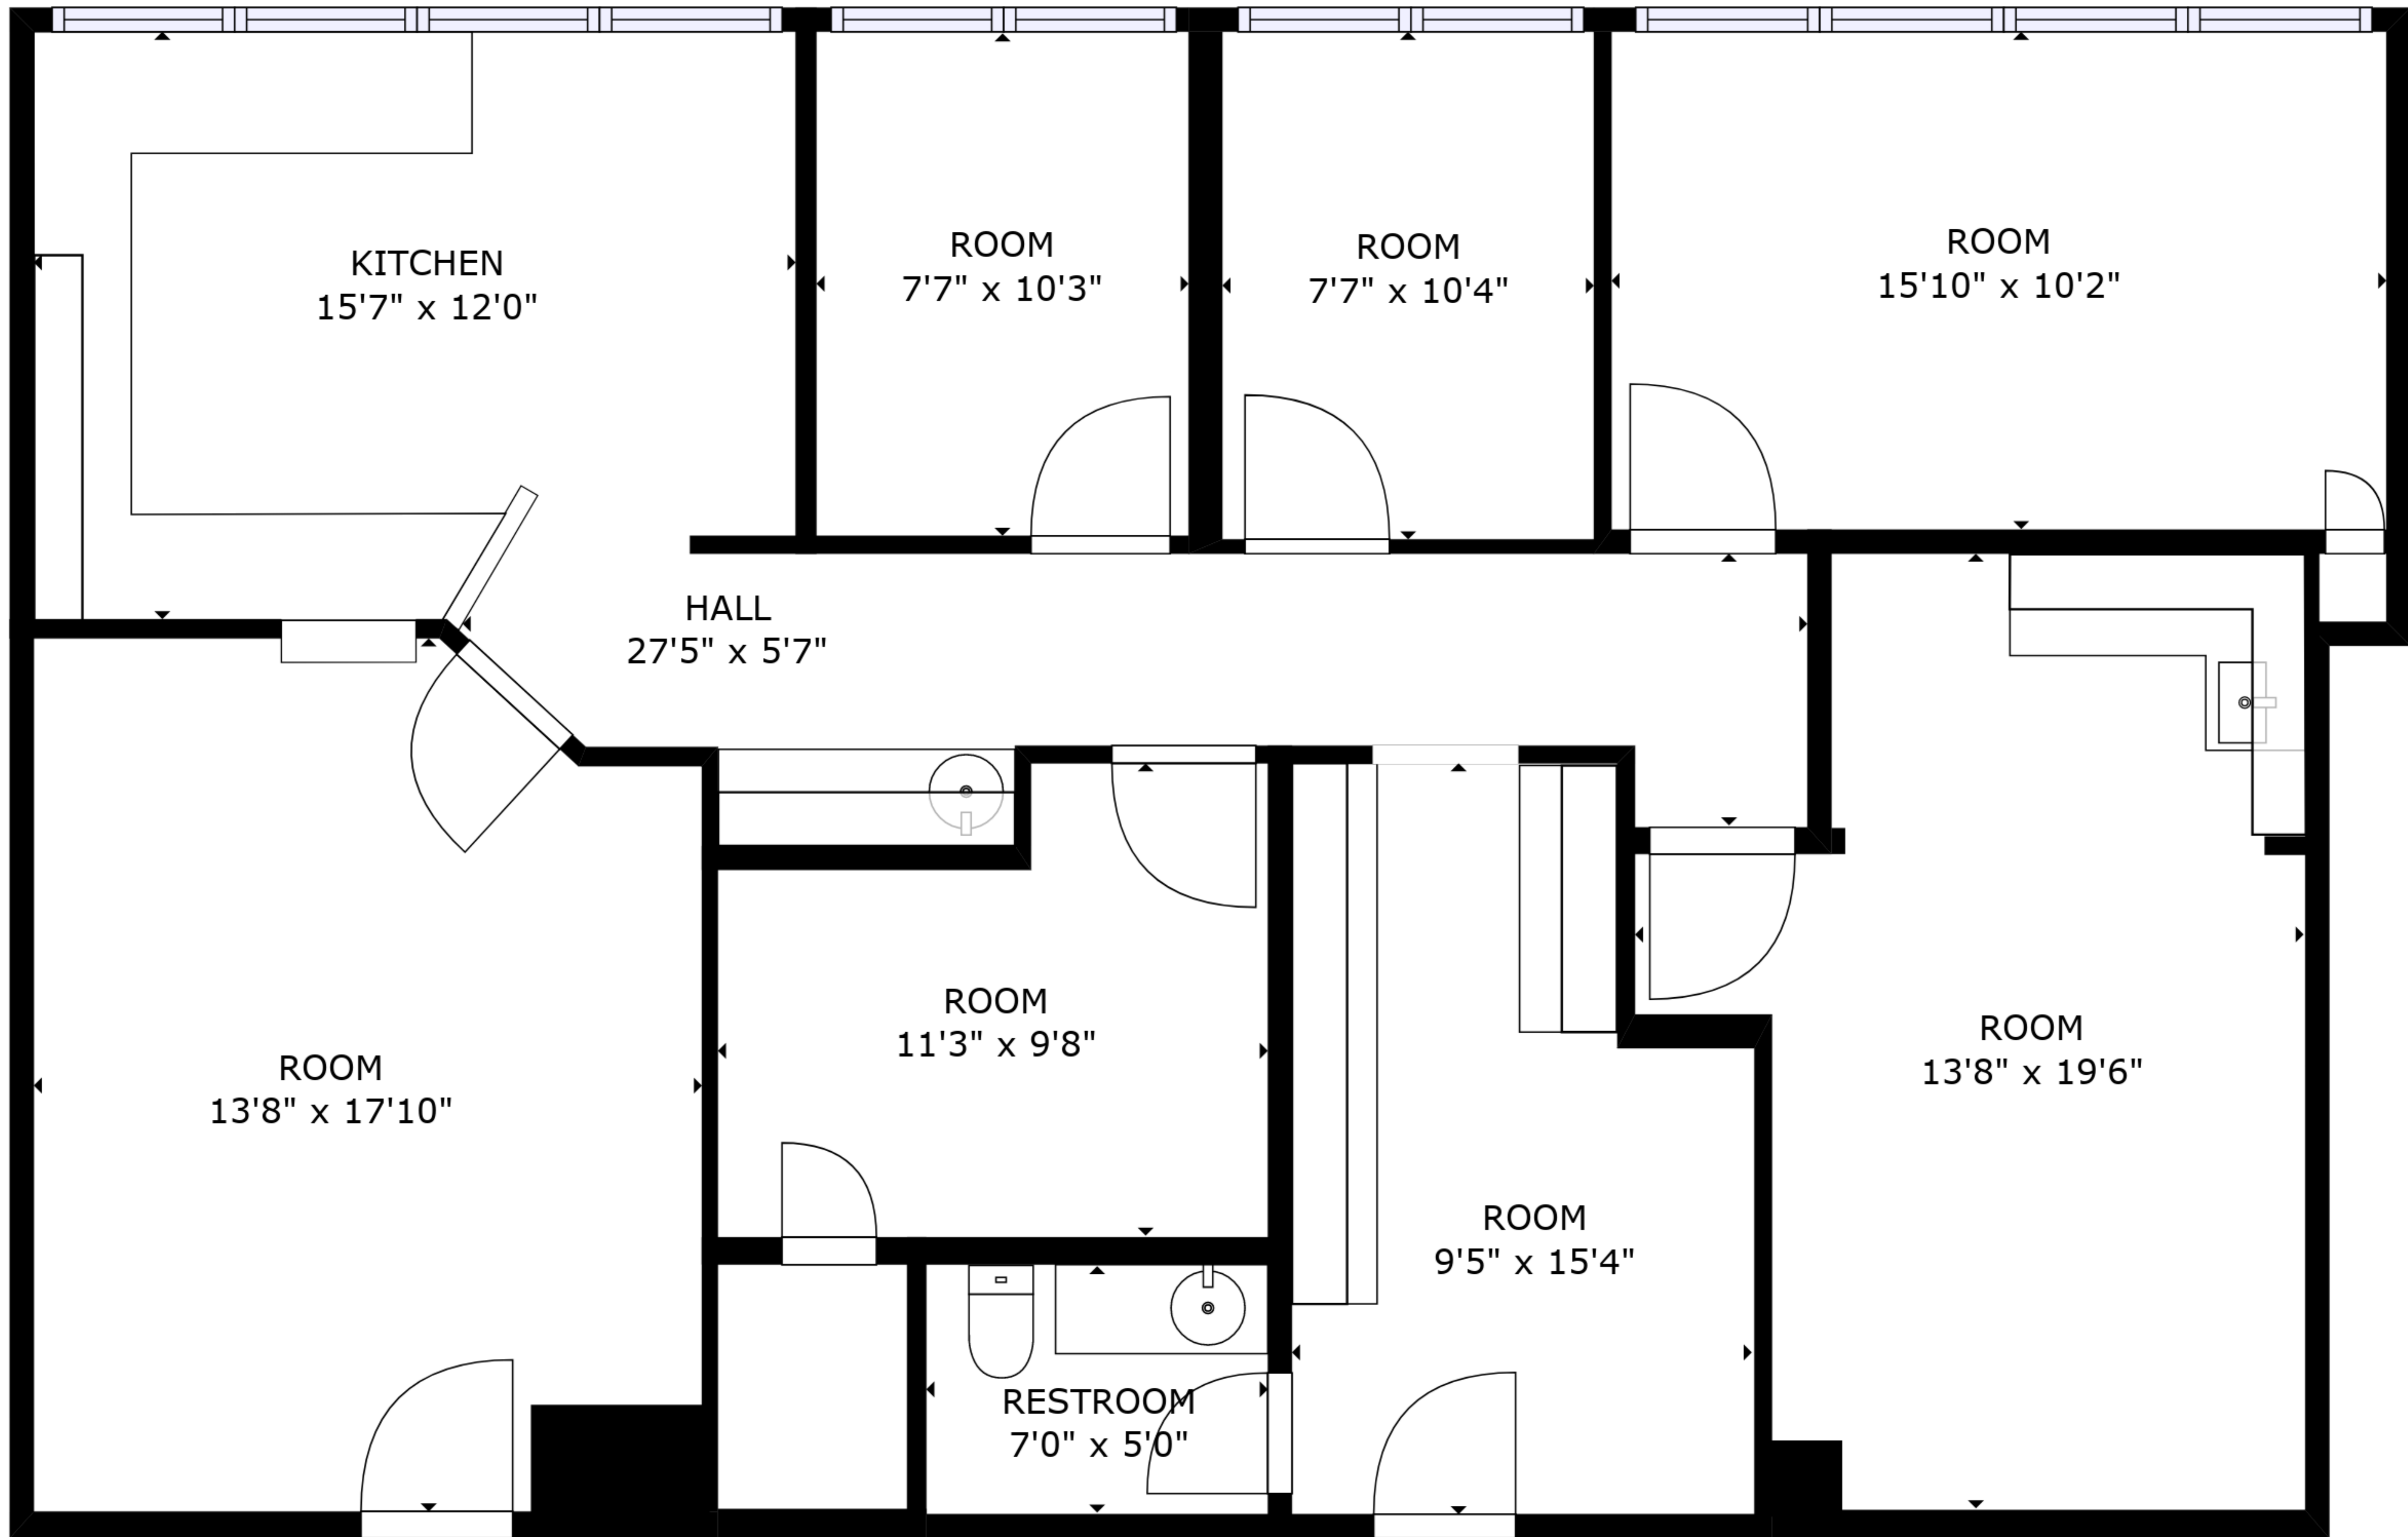 KITCHEN
15'7" x 12'0"
ROOM
7'7" x 10'3"
ROOM
7'7" x 10'4"
ROOM
15'10" x 10'2"
HALL
27'5" x 5'7"
ROOM
13'8" x 17'10"
ROOM
11'3" x 9'8"
ROOM
9'5" x 15'4"
ROOM
13'8" x 19'6"
RESTROOM
7'0" x 5'0"